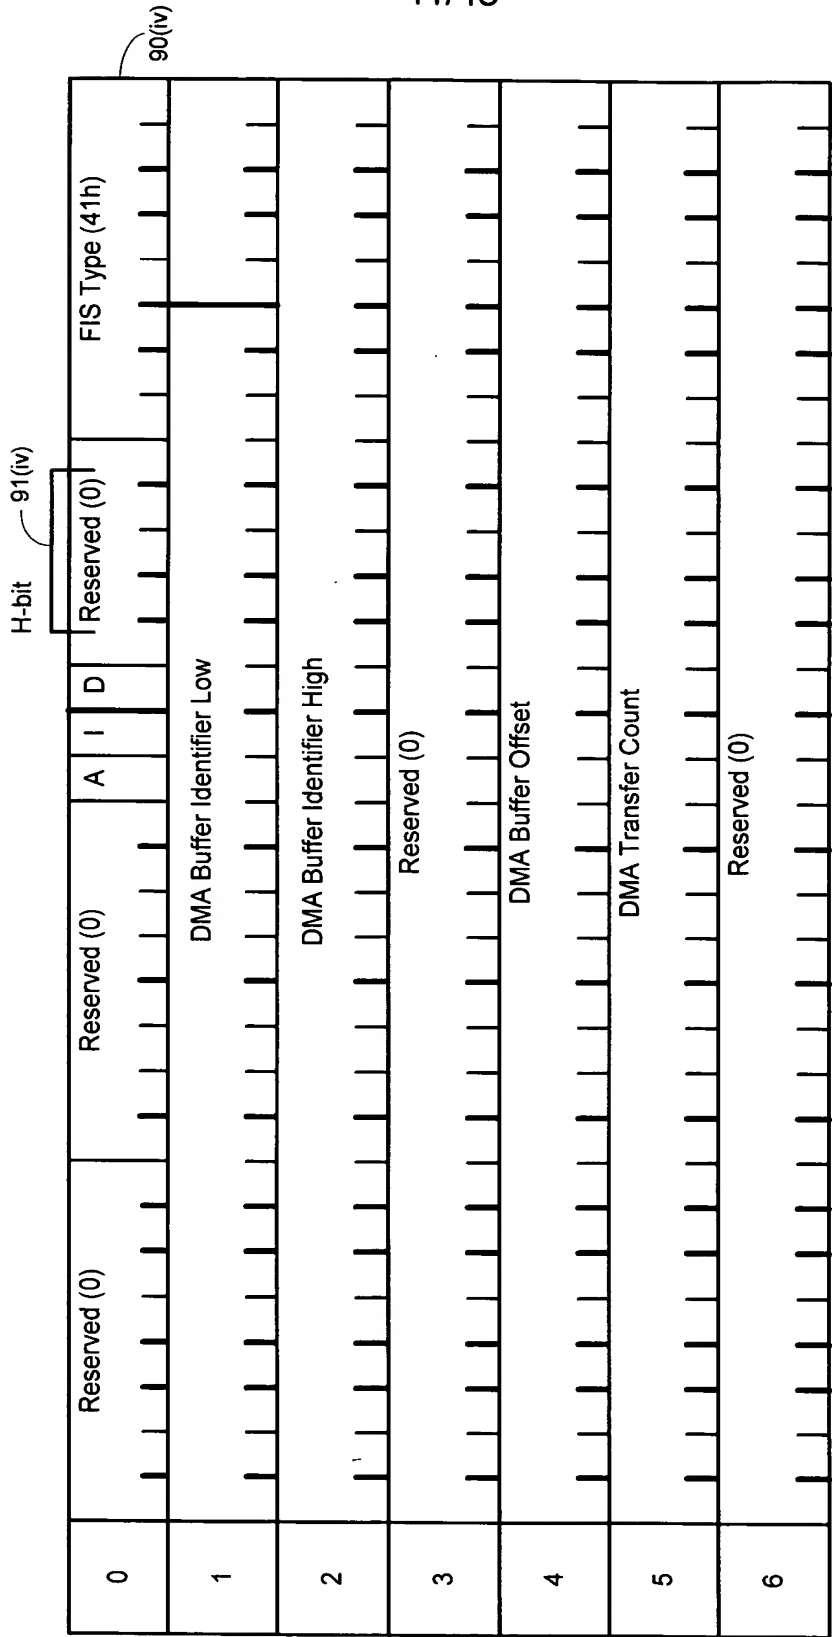 H-bit
91(iv)
90(iv)
0
Reserved (0)
Reserved (0)
A
I
D
Reserved (0)
FIS Type (41h)
1
DMA Buffer Identifier Low
2
DMA Buffer Identifier High
3
Reserved (0)
4
DMA Buffer Offset
5
DMA Transfer Count
6
Reserved (0)